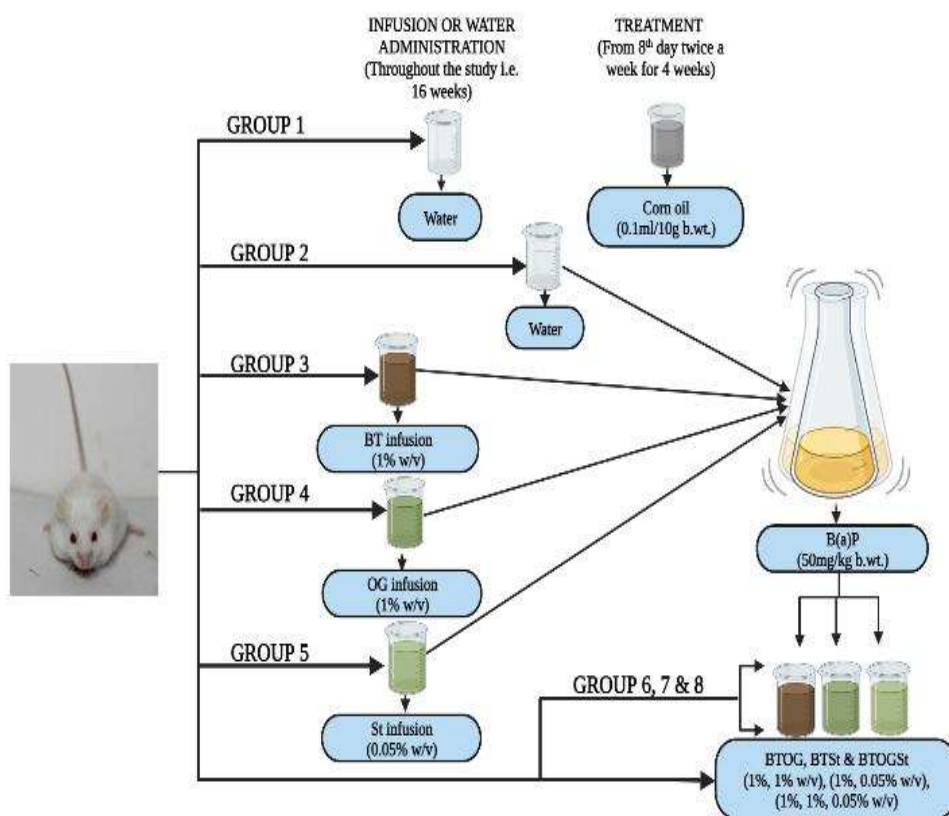 INFUSION OR WATER
ADMINISTRATION
(Throughout the study i.e.
16 weeks)
TREATMENT
(From 8th day twice a
week for 4 weeks)
GROUP 1
Water
Corn oil
(0.1ml/10g b.wt.)
GROUP 2
Water
GROUP 3
BT infusion
(1% w/v)
GROUP 4
OG infusion
(1% w/v)
B(a)P
(50mg/kg b.wt.)
GROUP 5
St infusion
(0.05% w/v)
GROUP 6, 7 & 8
BTOG, BTSt & BTOGSt
(1%, 1% w/v), (1%, 0.05% w/v),
(1%, 1%, 0.05% w/v)